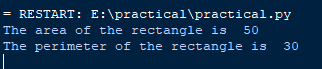 = RESTART: E:\practical\practical.py
The area of the rectangle is  50
The perimeter of the rectangle is  30